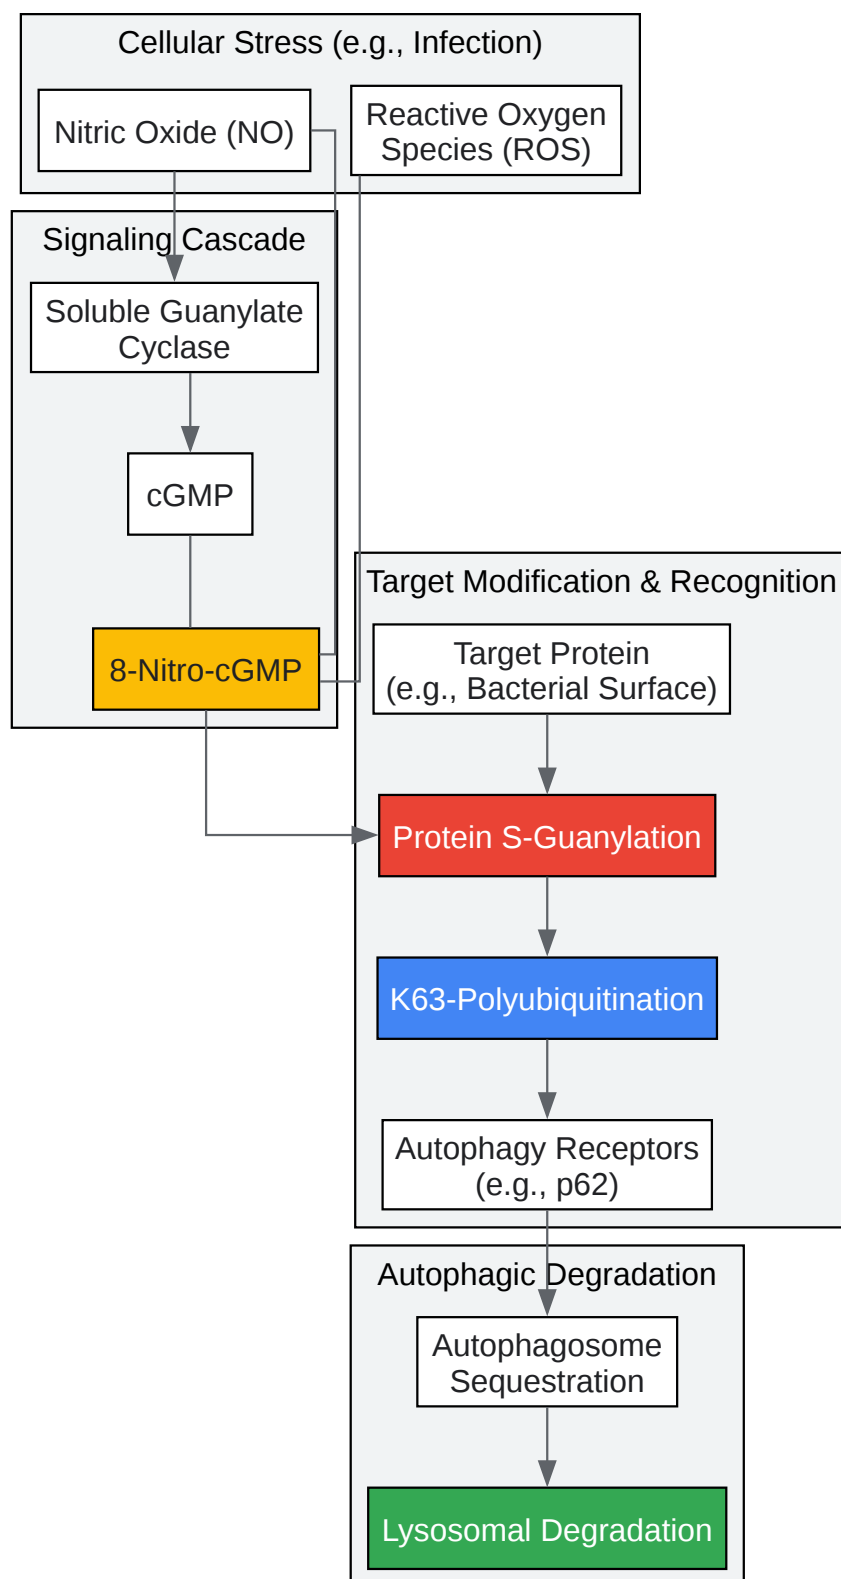 Cellular Stress (e.g., Infection)
Nitric Oxide (NO)
Reactive Oxygen
Species (ROS)
Signaling Cascade
Soluble Guanylate
Cyclase
cGMP
8-Nitro-cGMP
Target Modification & Recognition
Target Protein
(e.g., Bacterial Surface)
Protein S-Guanylation
K63-Polyubiquitination
Autophagy Receptors
(e.g., p62)
Autophagic Degradation
Autophagosome
Sequestration
Lysosomal Degradation